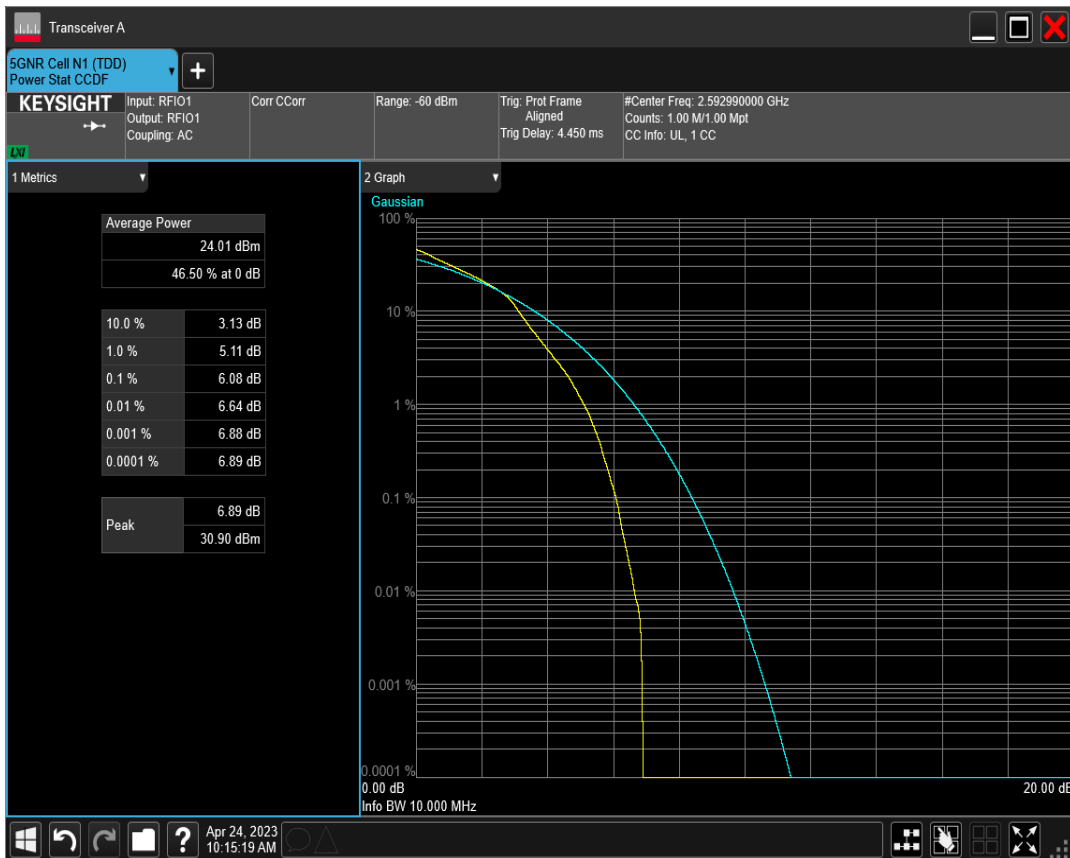 Transceiver A
5GNR Cell N1 (TDD)
Power Stat CCDF
KEYSIGHT
LXI
Input: RFIO1
Output: RFIO1
Coupling: AC
Corr CCorr
Range: -60 dBm
Trig: Prot Frame
Aligned
Trig Delay: 4.450 ms
#Center Freq: 2.592990000 GHz
Counts: 1.00 M/1.00 Mpt
CC Info: UL, 1 CC
1 Metrics
Average Power
24.01 dBm
46.50 % at 0 dB
10.0 % 3.13 dB
1.0 % 5.11 dB
0.1 % 6.08 dB
0.01 % 6.64 dB
0.001 % 6.88 dB
0.0001 % 6.89 dB
Peak
6.89 dB
30.90 dBm
2 Graph
Gaussian
100 %
10 %
1 %
0.1 %
0.01 %
0.001 %
0.0001 %
0.00 dB 20.00 dB
Info BW 10.000 MHz
?
Apr 24, 2023
10:15:19 AM